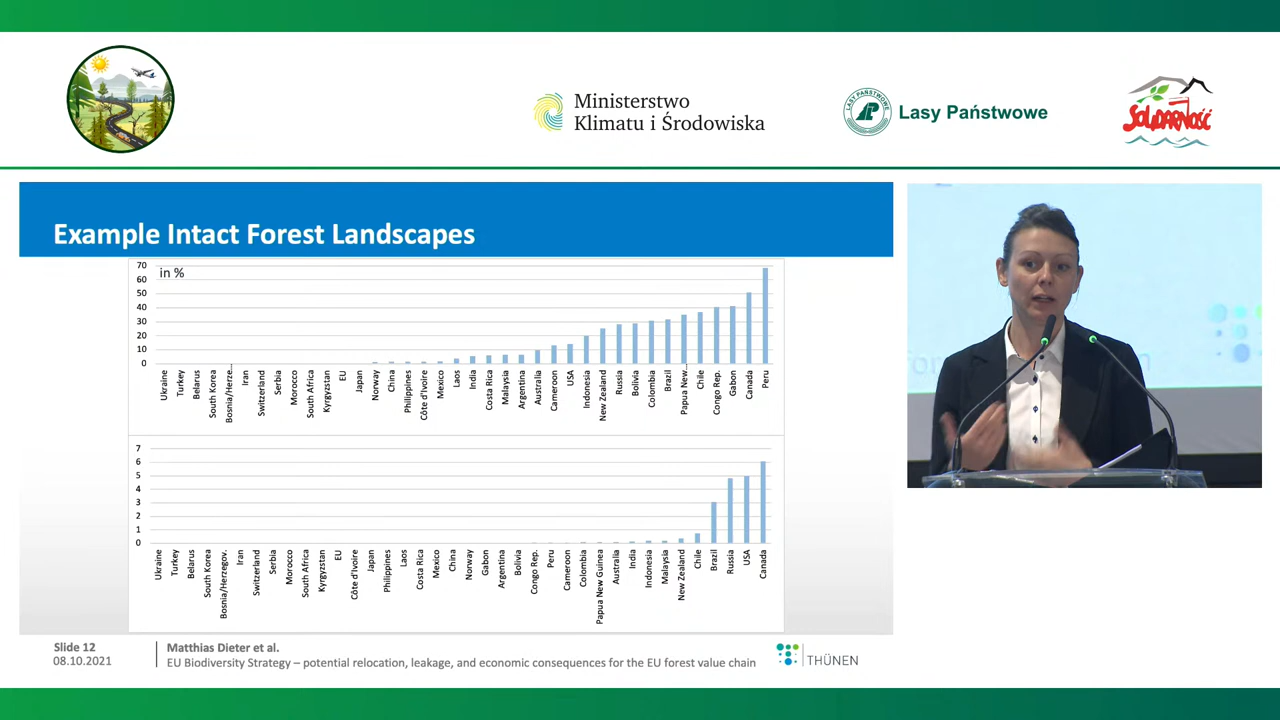 Ministerstwo
Klimatu i Środowiska
LASY PAŃSTWOWE
Lasy Państwowe
SOLIDARNOŚĆ
Example Intact Forest Landscapes
in %
70
60
50
40
30
20
10
0
Ukraine
Turkey
Belarus
South Korea
Bosnia/Herze...
Iran
Switzerland
Serbia
Morocco
South Africa
Kyrgyzstan
EU
Japan
Norway
China
Philippines
Côte d'Ivoire
Mexico
Laos
India
Costa Rica
Malaysia
Argentina
Australia
Cameroon
USA
Indonesia
New Zealand
Russia
Bolivia
Colombia
Brazil
Papua New...
Chile
Congo Rep.
Gabon
Canada
Peru
7
6
5
4
3
2
1
0
Ukraine
Turkey
Belarus
South Korea
Bosnia/Herzegov.
Iran
Switzerland
Serbia
Morocco
South Africa
Kyrgyzstan
EU
Côte d'Ivoire
Japan
Philippines
Laos
Costa Rica
Mexico
China
Norway
Gabon
Argentina
Bolivia
Congo Rep.
Peru
Cameroon
Colombia
Papua New Guinea
Australia
India
Indonesia
Malaysia
New Zealand
Chile
Brazil
Russia
USA
Canada
Slide 12
08.10.2021
Matthias Dieter et al.
EU Biodiversity Strategy – potential relocation, leakage, and economic consequences for the EU forest value chain
THÜNEN